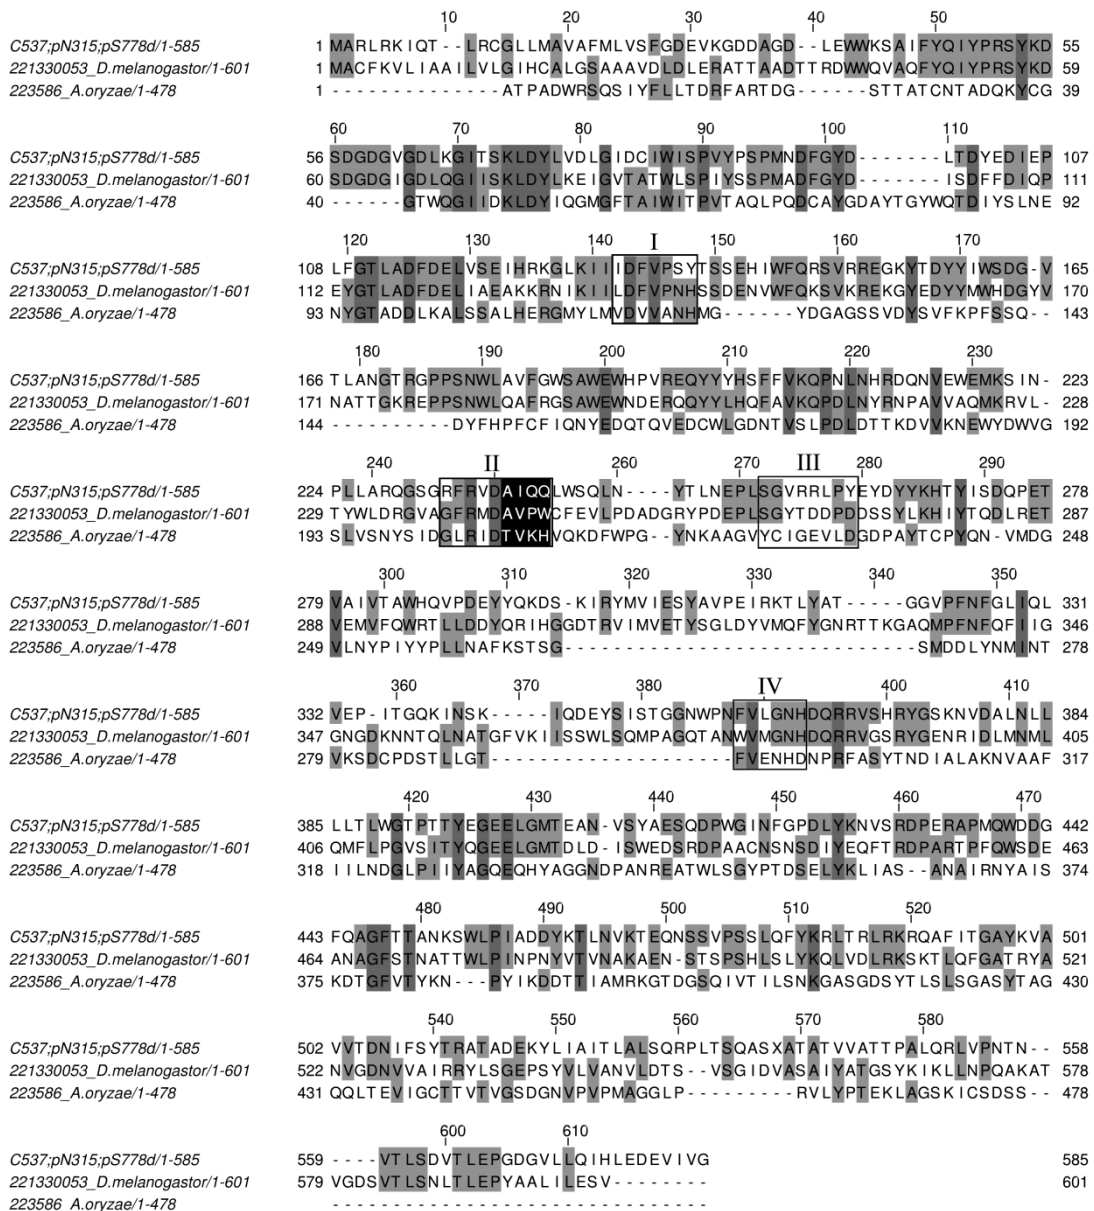 10 20 30 40 50
C537;pN315;pS778d/1-585 1 MARLRKIQT--LRCGLLMAVAFMLVSFGDEVKGDDAGD--LEWWKSAIFYQIYPRSYKD 55
221330053_D.melanogastor/1-601 1 MACFKVLIAAILVLGIHCALGSAAAVDLDLERATTAADTTRDWWQVAQFYQIYPRSYKD 59
223586_A.oryzae/1-478 1 --------------ATPADWRSQSIYFLLTDRFARTDG------STTATCNTADQKYCG 39
60 70 80 90 100 110
C537;pN315;pS778d/1-585 56 SDGDGVGDLKGITSKLDYLVDLGIDCIWISPVYPSPMNDFGYD-------LTDYEDIEP 107
221330053_D.melanogastor/1-601 60 SDGDGIGDLQGIISKLDYLKEIGVTATWLSPIYSSPMADFGYD-------ISDFFDIQP 111
223586_A.oryzae/1-478 40 ------GTWQGIIDKLDYIQGMGFTAIWITPVTAQLPQDCAYGDAYTGYWQTDIYSLNE 92
I
120 130 140 150 160 170
C537;pN315;pS778d/1-585 108 LFGTLADFDELVSEIHRKGLKIIIDFVPSYTSSEHIWFQRSVRREGKYTDYYIWSDG-V 165
221330053_D.melanogastor/1-601 112 EYGTLADFDELIAEAKKRNIKIILDFVPNHSSDENVWFQKSVKREKGYEDYYMWHDGYV 170
223586_A.oryzae/1-478 93 NYGTADDLKALSSALHERGMYLMVDVVANHMG------YDGAGSSVDYSVFKPFSSQ-- 143
180 190 200 210 220 230
C537;pN315;pS778d/1-585 166 TLANGTRGPPSNWLAVFGWSAWEWHPVREQYYYHSFFVKQPNLNHRDQNVEWEMKSIN- 223
221330053_D.melanogastor/1-601 171 NATTGKREPPSNWLQAFRGSAWEWNDERQQYYLHQFAVKQPDLNYRNPAVVAQMKRVL- 228
223586_A.oryzae/1-478 144 ----------DYFHPFCFIQNYEDQTQVEDCWLGDNTVSLPDLDTTKDVVKNEWYDWVG 192
II III
240 250 260 270 280 290
C537;pN315;pS778d/1-585 224 PLLARQGSGRFRVDAIQQLWSQLN----YTLNEPLSGVRRLPYEYDYYKHTYISDQPET 278
221330053_D.melanogastor/1-601 229 TYWLDRGVAGFRMDAVPWCFEVLPDADGRYPDEPLSGYTDDPDDSSYLKHIYTQDLRET 287
223586_A.oryzae/1-478 193 SLVSNYSIDGLRIDTVKHVQKDFWPG--YNKAAGVYCIGEVLDGDPAYTCPYQN-VMDG 248
300 310 320 330 340 350
C537;pN315;pS778d/1-585 279 VAIVTAWHQVPDEYYQKDS-KIRYMVIESYAVPEIRKTLYAT-----GGVPFNFGLIQL 331
221330053_D.melanogastor/1-601 288 VEMVFQWRTLLDDYQRIHGGDTRVIMVETYSGLDYVMQFYGNRTTKGAQMPFNFQFIIG 346
223586_A.oryzae/1-478 249 VLNYPIYYPLLNAFKSTSG-----------------------------SMDDLYNMINT 278
IV
360 370 380 390 400 410
C537;pN315;pS778d/1-585 332 VEP-ITGQKINSK-----IQDEYSISTGGNWPNFVLGNHDQRRVSHRYGSKNVDALNLL 384
221330053_D.melanogastor/1-601 347 GNGDKNNTQLNATGFVKIISSWLSQMPAGQTANWVMGNHDQRRVGSRYGENRIDLMNML 405
223586_A.oryzae/1-478 279 VKSDCPDSTLLGT--------------------FVENHDNPRFASYTNDIALAKNVAAF 317
420 430 440 450 460 470
C537;pN315;pS778d/1-585 385 LLTLWGTPTTYEGEELGMTEAN-VSYAESQDPWGINFGPDLYKNVSRDPERAPMQWDDG 442
221330053_D.melanogastor/1-601 406 QMFLPGVSITYQGEELGMTDLD-ISWEDSRDPAACNSNSDIYEQFTRDPARTPFQWSDE 463
223586_A.oryzae/1-478 318 IILNDGLPIIYAGQEQHYAGGNDPANREATWLSGYPTDSELYKLIAS--ANAIRNYAIS 374
480 490 500 510 520
C537;pN315;pS778d/1-585 443 FQAGFTTANKSWLPIADDYKTLNVKTEQNSSVPSSLQFYKRLTRLRKRQAFITGAYKVA 501
221330053_D.melanogastor/1-601 464 ANAGFSTNATTWLPINPNYVTVNAKAEN-STSPSHLSLYKQLVDLRKSKTLQFGATRYA 521
223586_A.oryzae/1-478 375 KDTGFVTYKN---PYIKDDTTIAMRKGTDGSQIVTILSNKGASGDSYTLSLSGASYTAG 430
540 550 560 570 580
C537;pN315;pS778d/1-585 502 VVTDNIFSYTRATADEKYLIAITLALSQRPLTSQASXATATVVATTPALQRLVPNTN-- 558
221330053_D.melanogastor/1-601 522 NVGDNVVAIRRYLSGEPSYVLVANVLDTS--VSGIDVASAIYATGSYKIKLLNPQAKAT 578
223586_A.oryzae/1-478 431 QQLTEVIGCTTVTVGSDGNVPVPMAGGLP---------RVLYPTEKLAGSKICSDSS-- 478
600 610
C537;pN315;pS778d/1-585 559 ----VTLSDVTLEPGDGVLLQIHLEDEVIVG 585
221330053_D.melanogastor/1-601 579 VGDSVTLSNLTLEPYAALILESV-------- 601
223586_A.oryzae/1-478 -------------------------------